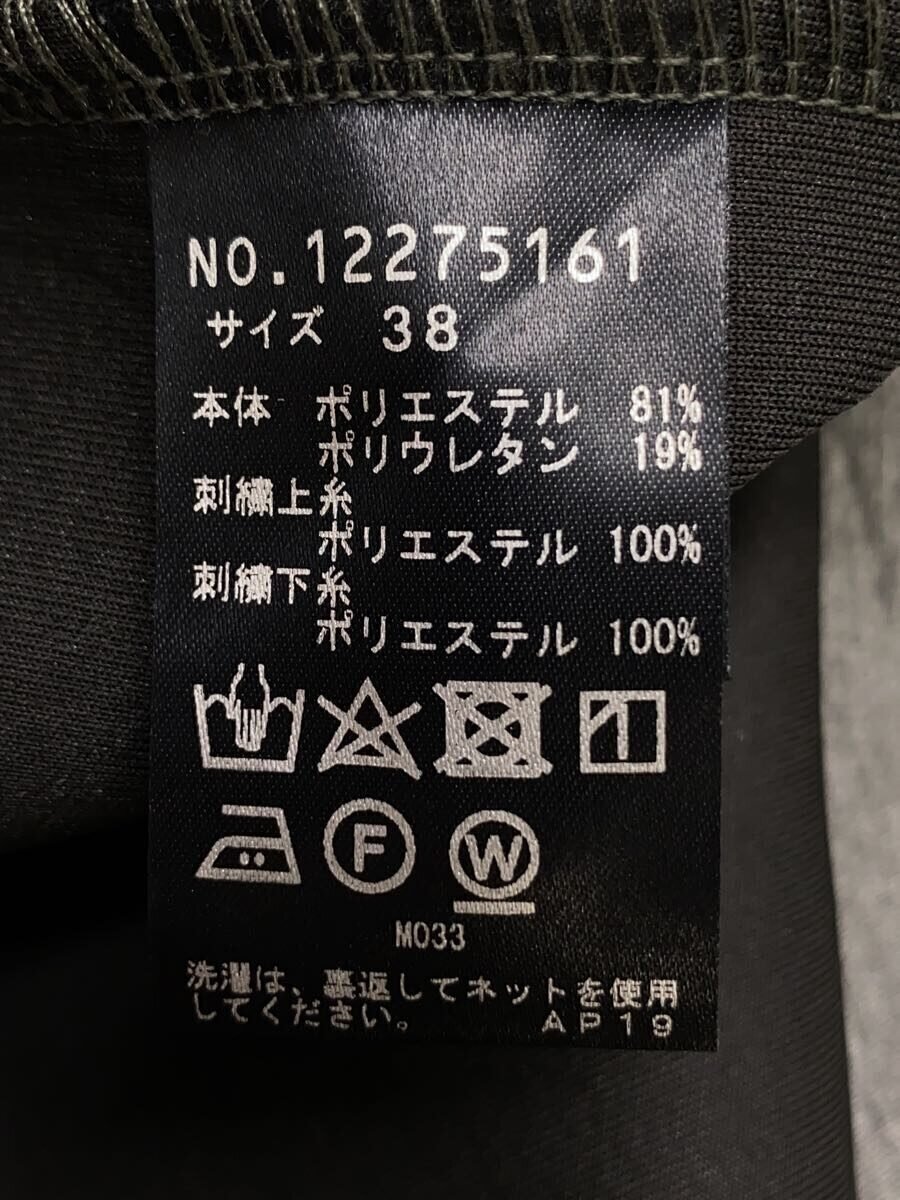 NO.12275161
サイズ 38
本体 ポリエステル 81%
ポリウレタン 19%
刺繍上糸
ポリエステル 100%
刺繍下糸
ポリエステル 100%
F W
M033
洗濯は、裏返してネットを使用
してください。 AP19